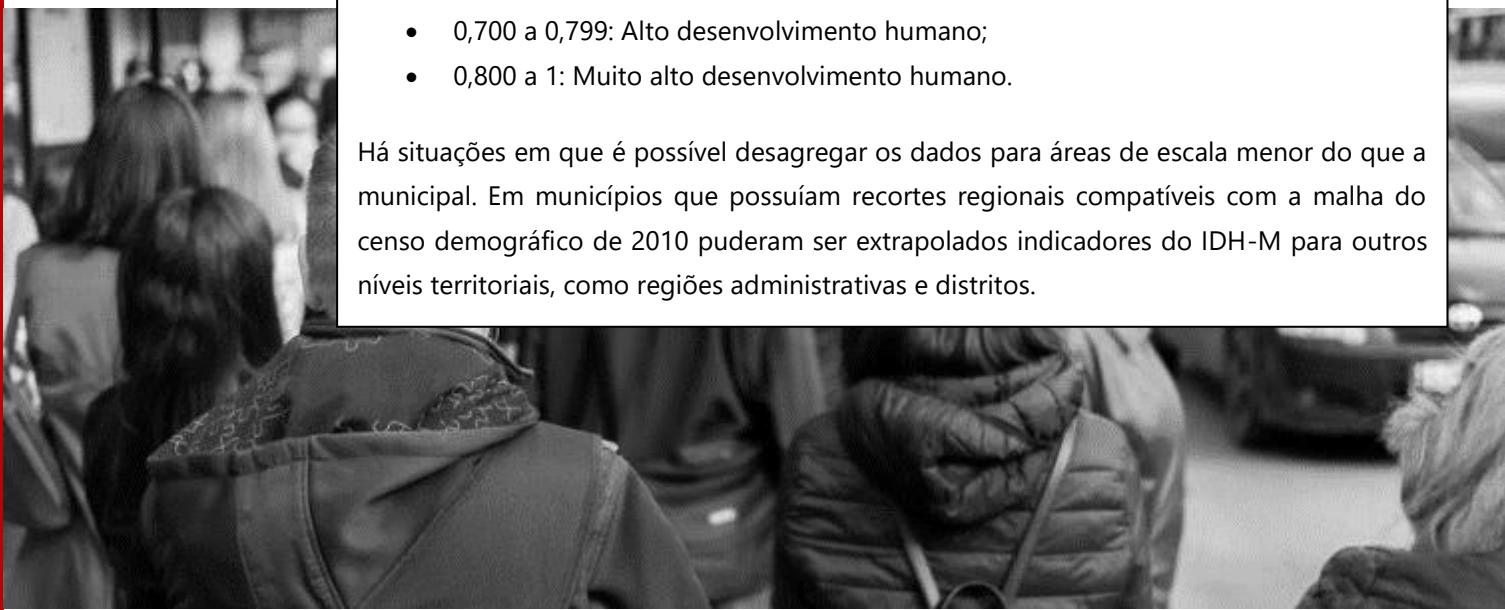 • 0,700 a 0,799: Alto desenvolvimento humano;
• 0,800 a 1: Muito alto desenvolvimento humano.
Há situações em que é possível desagregar os dados para áreas de escala menor do que a
municipal. Em municípios que possuíam recortes regionais compatíveis com a malha do
censo demográfico de 2010 puderam ser extrapolados indicadores do IDH-M para outros
níveis territoriais, como regiões administrativas e distritos.